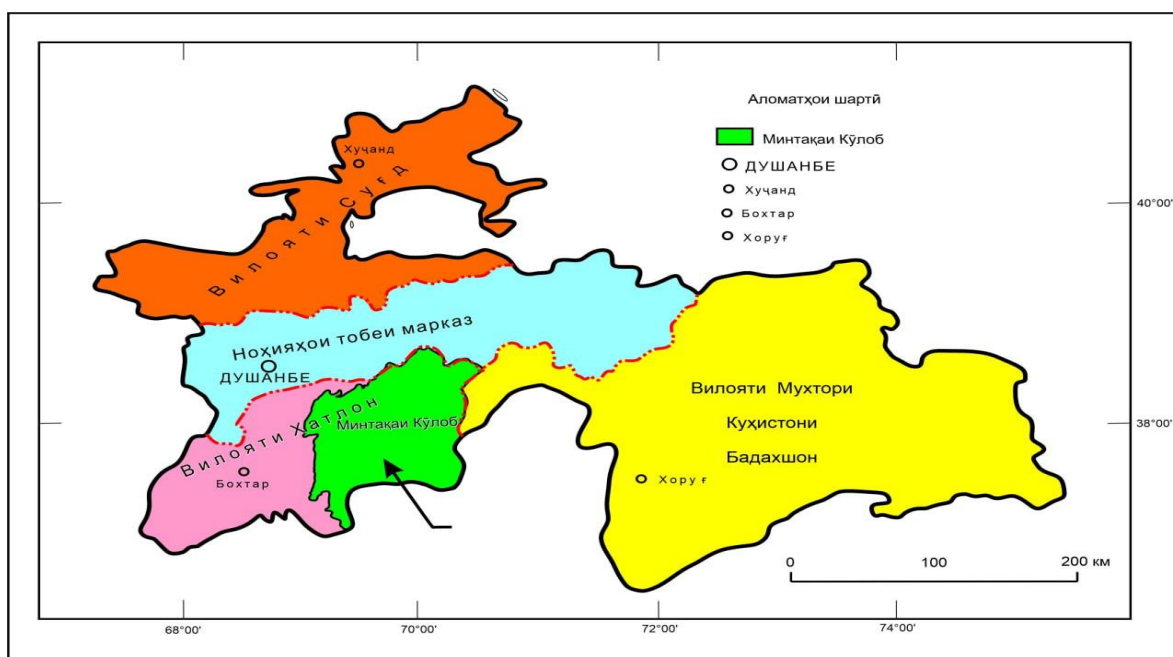 Аломатҳои шартӣ
Минтақаи Кӯлоб
ДУШАНБЕ
Хуҷанд
Бохтар
Хоруғ
Хуҷанд
Вилояти Суғд
40°00'
Ноҳияҳои тобеи марказ
ДУШАНБЕ
Вилояти Хатлон
Минтақаи Кӯлоб
Бохтар
Вилояти Мухтори
Куҳистони
Бадахшон
38°00'
Хоруғ
0 100 200 км
68°00' 70°00' 72°00' 74°00'